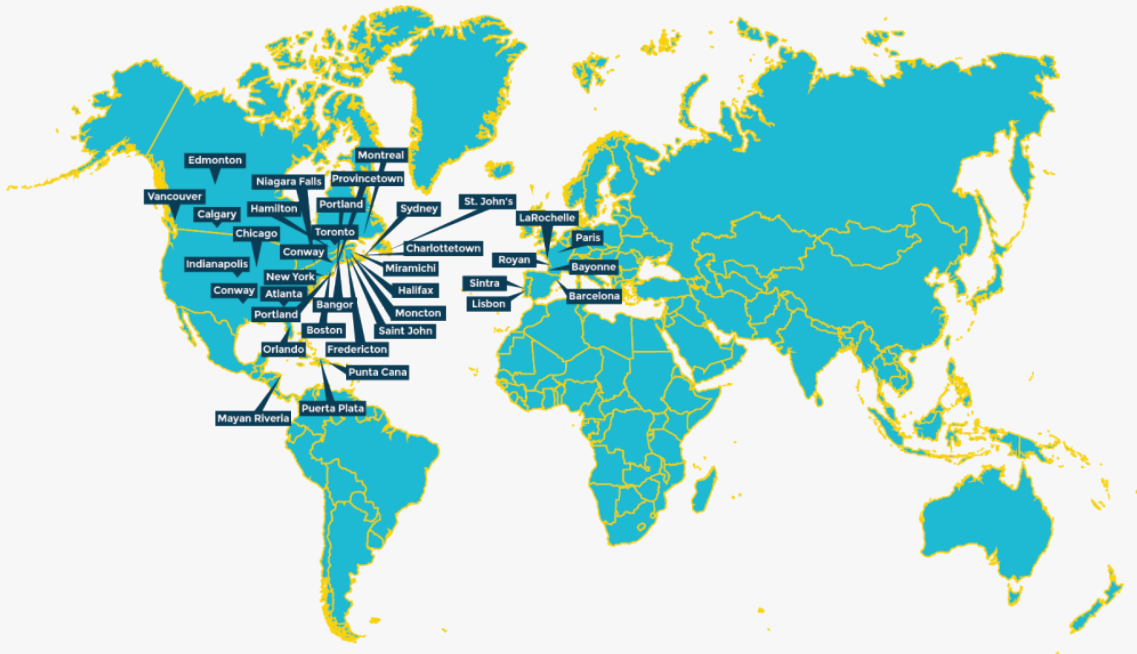 Montreal
Edmonton
Provincetown
Niagara Falls
Vancouver
Portland
St. John's
Hamilton
Sydney
Calgary
LaRochelle
Chicago
Toronto
Paris
Conway
Charlottetown
Royan
Indianapolis
Miramichi
Bayonne
New York
Sintra
Conway
Atlanta
Halifax
Barcelona
Lisbon
Bangor
Portland
Moncton
Boston
Saint John
Orlando
Fredericton
Punta Cana
Puerta Plata
Mayan Riveria